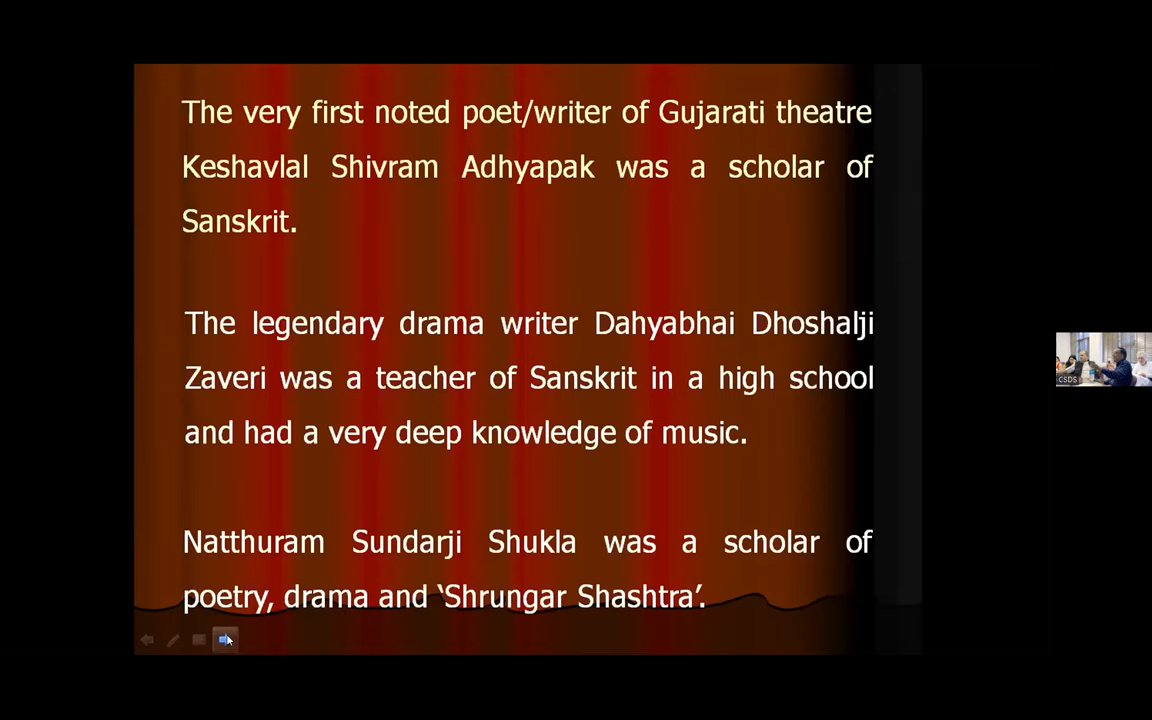 The very first noted poet/writer of Gujarati theatre
Keshavlal Shivram Adhyapak was a scholar of
Sanskrit.
The legendary drama writer Dahyabhai Dhoshalji
Zaveri was a teacher of Sanskrit in a high school
and had a very deep knowledge of music.
Natthuram Sundarji Shukla was a scholar of
poetry, drama and ‘Shrungar Shashtra’.
CSDS